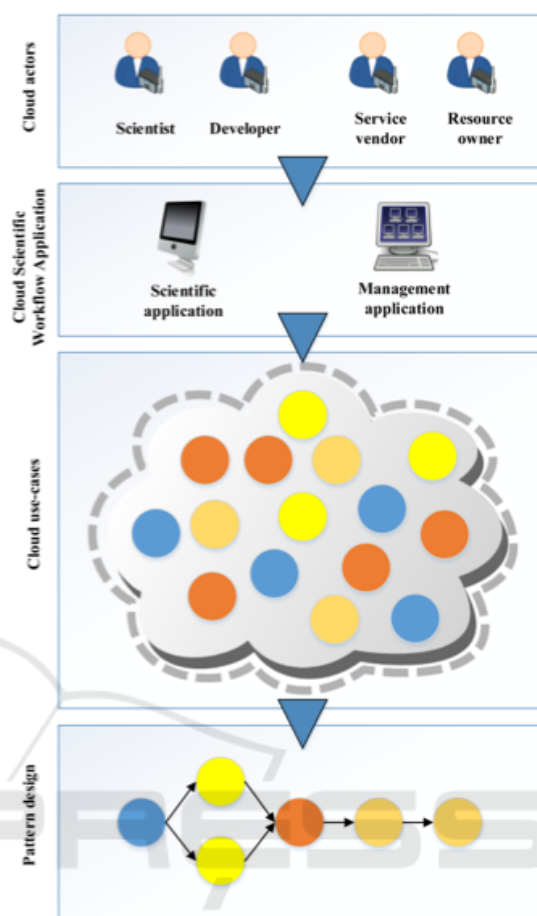 Cloud actors
Scientist
Developer
Service
vendor
Resource
owner
Cloud Scientific
Workflow Application
Scientific
application
Management
application
Cloud use-cases
Pattern design
PRESS